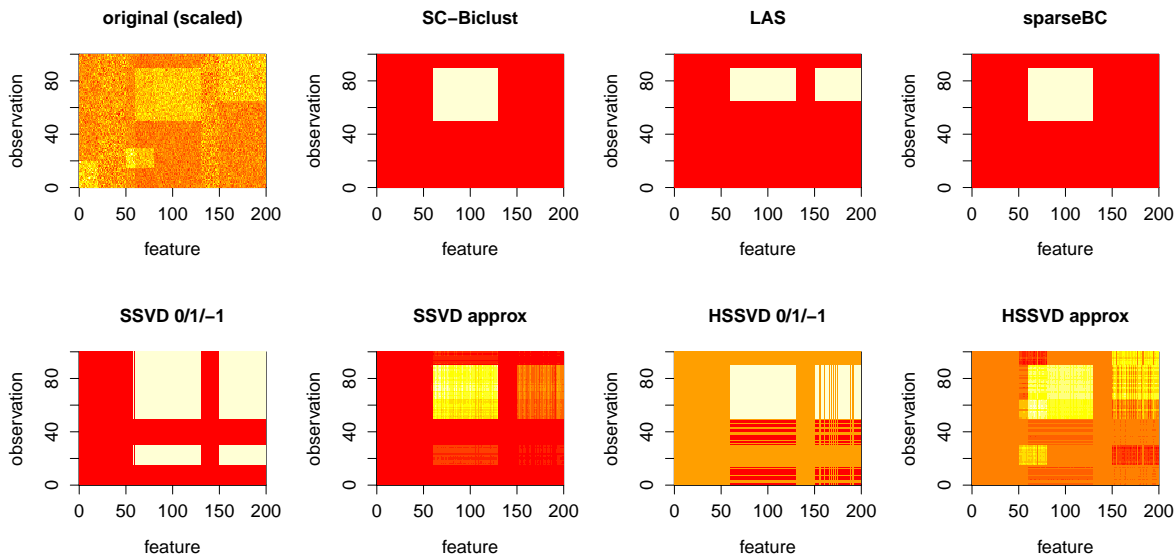 original (scaled)
SC−Biclust
LAS
sparseBC
observation
0 40 80
0 50 100 150 200
feature
observation
0 40 80
0 50 100 150 200
feature
observation
0 40 80
0 50 100 150 200
feature
observation
0 40 80
0 50 100 150 200
feature
SSVD 0/1/−1
SSVD approx
HSSVD 0/1/−1
HSSVD approx
observation
0 40 80
0 50 100 150 200
feature
observation
0 40 80
0 50 100 150 200
feature
observation
0 40 80
0 50 100 150 200
feature
observation
0 40 80
0 50 100 150 200
feature